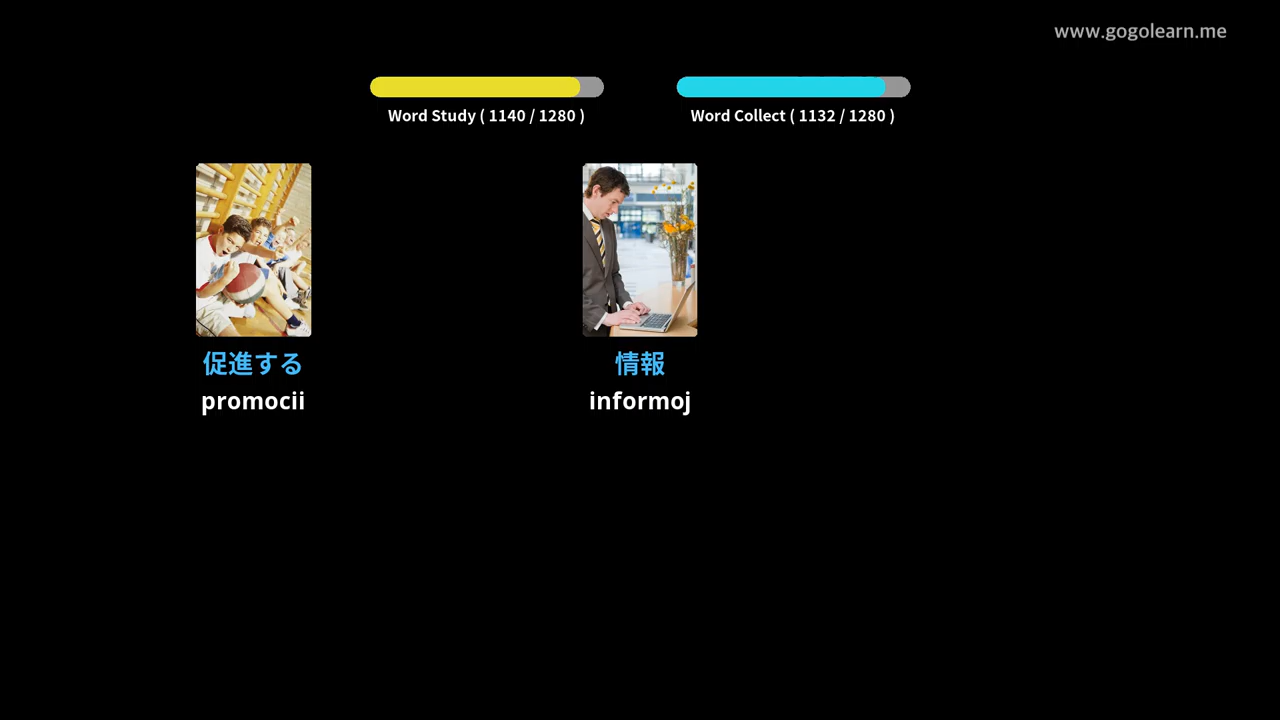 www.gogolearn.me
Word Study ( 1140 / 1280 )
Word Collect ( 1132 / 1280 )
促進する
promocii
情報
informoj